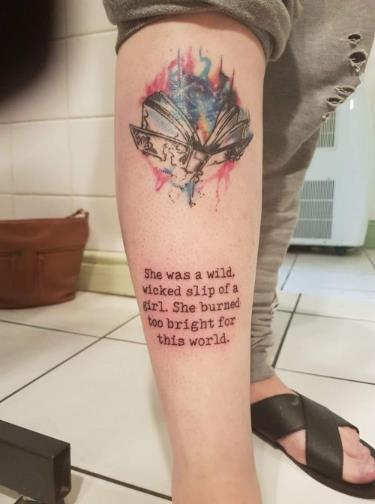 She was a wild,
wicked slip of a
girl. She burned
too bright for
this world.